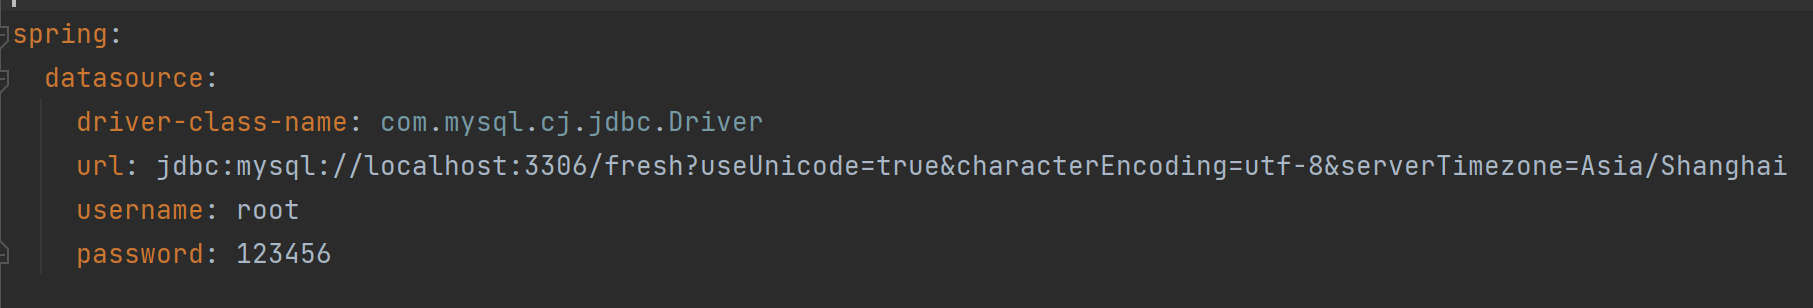 spring:
  datasource:
    driver-class-name: com.mysql.cj.jdbc.Driver
    url: jdbc:mysql://localhost:3306/fresh?useUnicode=true&characterEncoding=utf-8&serverTimezone=Asia/Shanghai
    username: root
    password: 123456